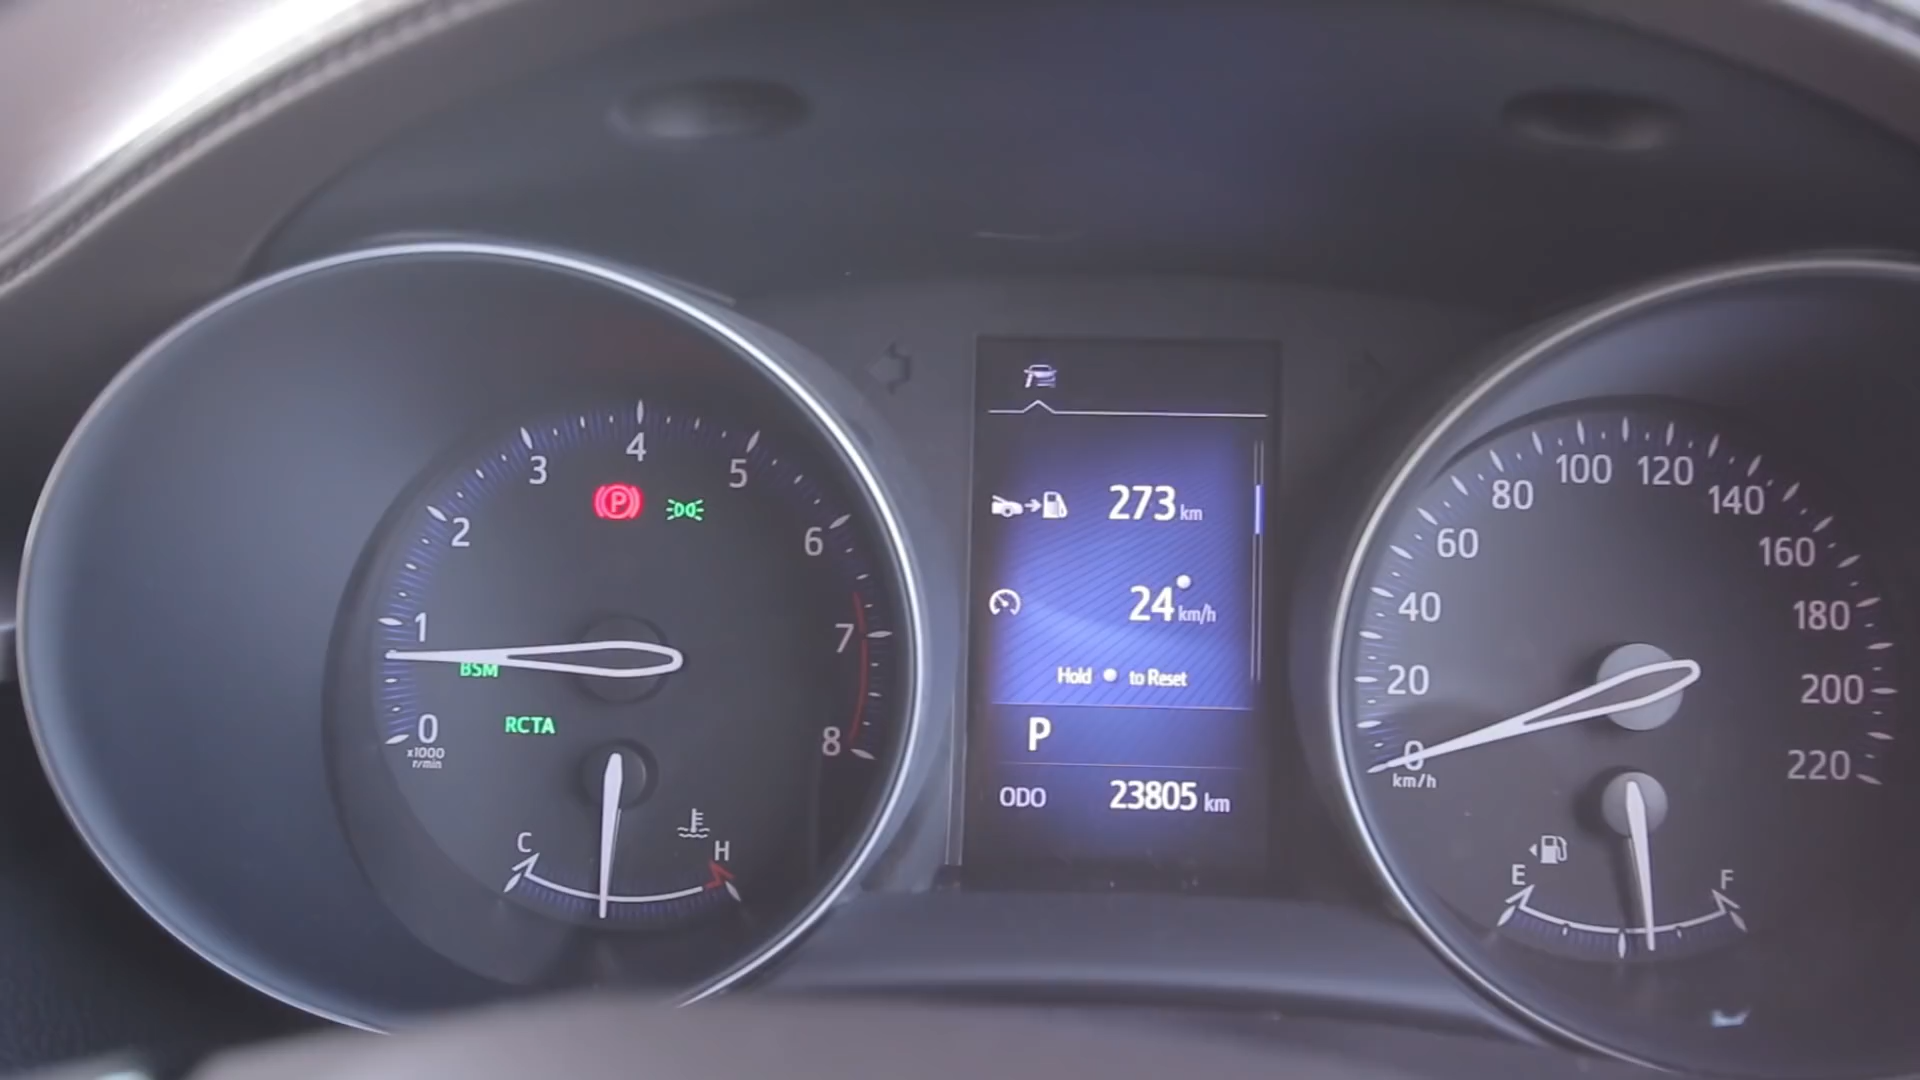 4
3
5
2
6
1
7
0
8
x1000
r/min
P
BSM
RCTA
C
H
273 km
24 km/h
Hold to Reset
P
ODO 23805 km
100
120
80
140
60
160
40
180
20
200
0
220
km/h
E
F